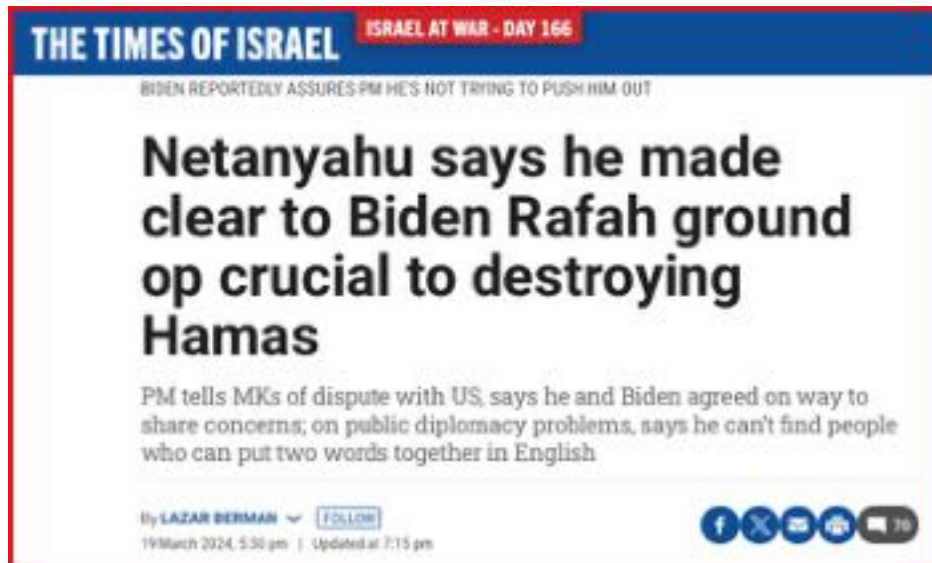 THE TIMES OF ISRAEL
ISRAEL AT WAR - DAY 166
BIDEN REPORTEDLY ASSURES PM HE'S NOT TRYING TO PUSH HIM OUT
Netanyahu says he made
clear to Biden Rafah ground
op crucial to destroying
Hamas
PM tells MKs of dispute with US, says he and Biden agreed on way to
share concerns; on public diplomacy problems, says he can't find people
who can put two words together in English
By LAZAR BERMAN FOLLOW
19 March 2024, 5:30 pm | Updated at 7:15 pm